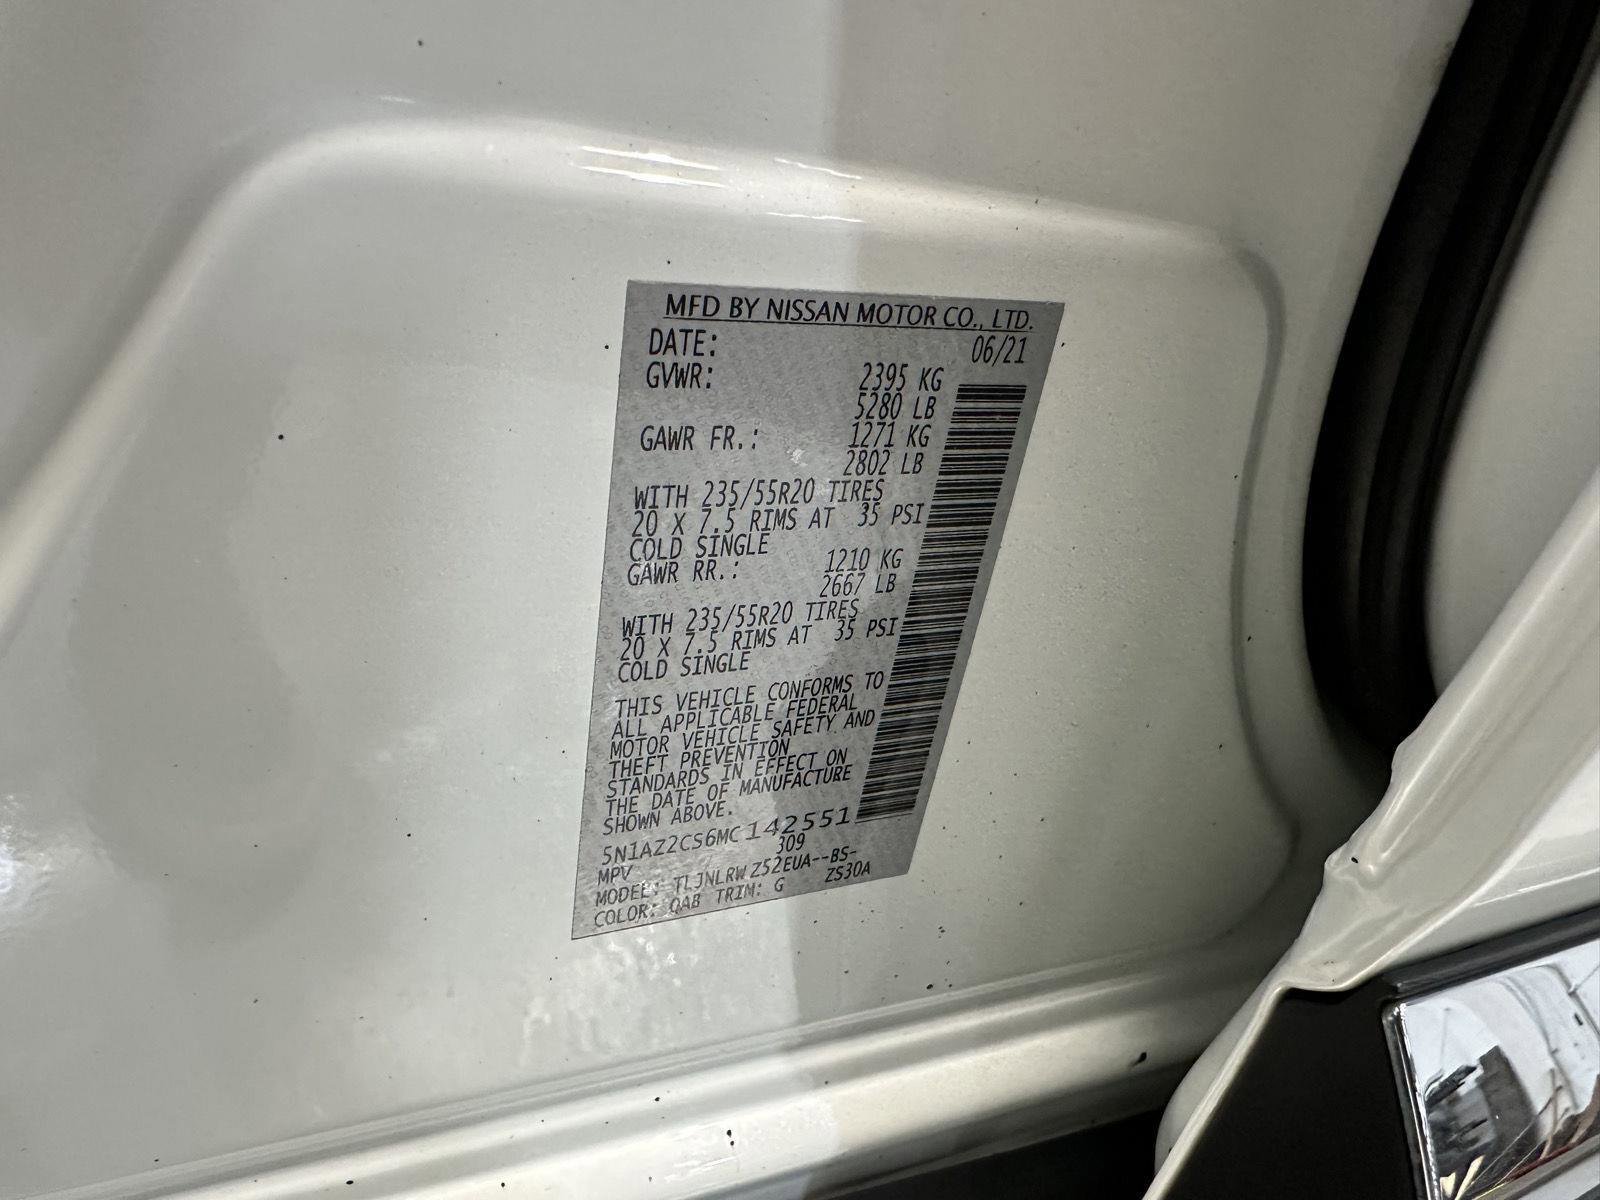 MFD BY NISSAN MOTOR CO., LTD.
DATE: 06/21
GVWR: 2395 KG
5280 LB
GAWR FR.: 1271 KG
2802 LB
WITH 235/55R20 TIRES
20 X 7.5 RIMS AT 35 PSI
COLD SINGLE
GAWR RR.: 1210 KG
2667 LB
WITH 235/55R20 TIRES
20 X 7.5 RIMS AT 35 PSI
COLD SINGLE
THIS VEHICLE CONFORMS TO
ALL APPLICABLE FEDERAL
MOTOR VEHICLE SAFETY AND
THEFT PREVENTION
STANDARDS IN EFFECT ON
THE DATE OF MANUFACTURE
SHOWN ABOVE.
5N1AZ2CS6MC142551
MPV 309
MODEL: TLJNLRWZ52EUA--BS-
COLOR: QAB TRIM: G ZS30A